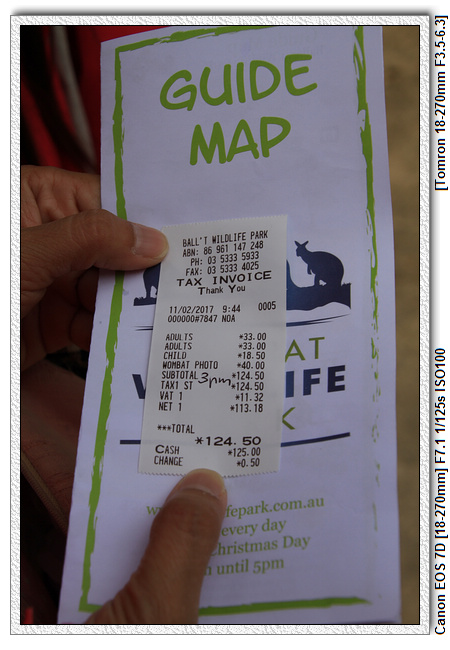 GUIDE
MAP
BALL'T WILDLIFE PARK
ABN: 86 961 147 248
PH: 03 5333 5933
FAX: 03 5333 4025
TAX INVOICE
Thank You
11/02/2017 9:44 0005
000000#7847 NOA
ADULTS *33.00
ADULTS *33.00
CHILD *18.50
WOMBAT PHOTO *40.00
SUBTOTAL 3pm *124.50
TAX1 ST *124.50
VAT 1 *11.32
NET 1 *113.18
***TOTAL
*124.50
CASH *125.00
CHANGE *0.50
AT
W IFE
K
w fepark.com.au
every day
Christmas Day
until 5pm
Canon EOS 7D [18-270mm] F7.1 1/125s ISO100
[Tomron 18-270mm F3.5-6.3]